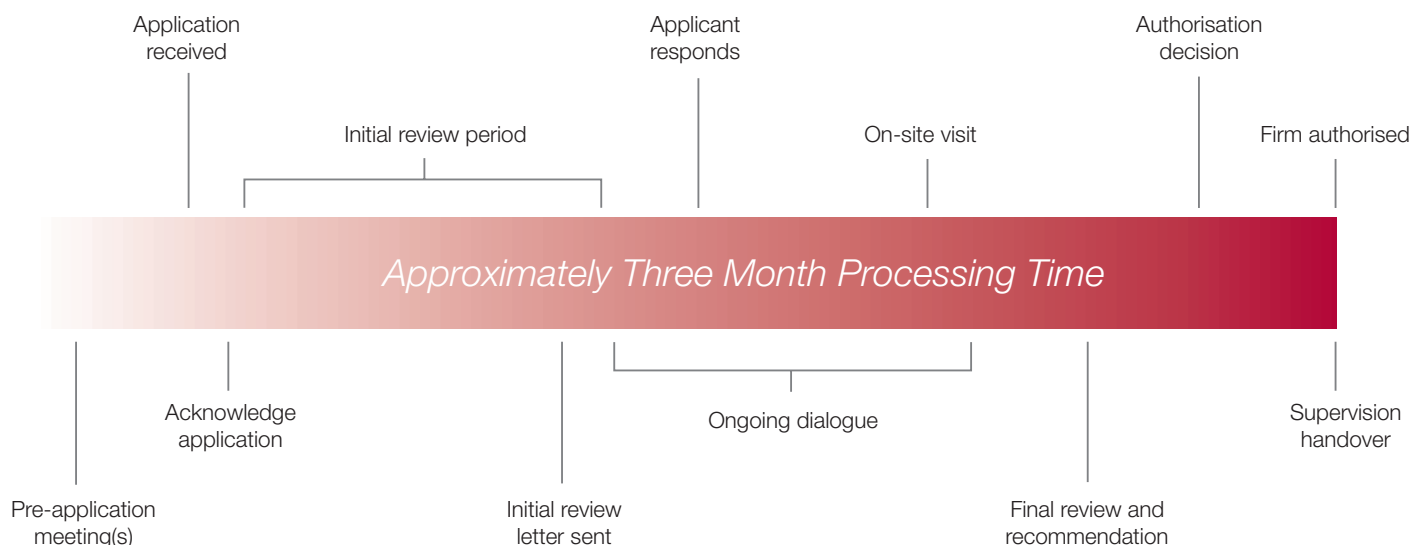 Application
received
Applicant
responds
Authorisation
decision
Initial review period
On-site visit
Firm authorised
Approximately Three Month Processing Time
Acknowledge
application
Ongoing dialogue
Supervision
handover
Pre-application
meeting(s)
Initial review
letter sent
Final review and
recommendation